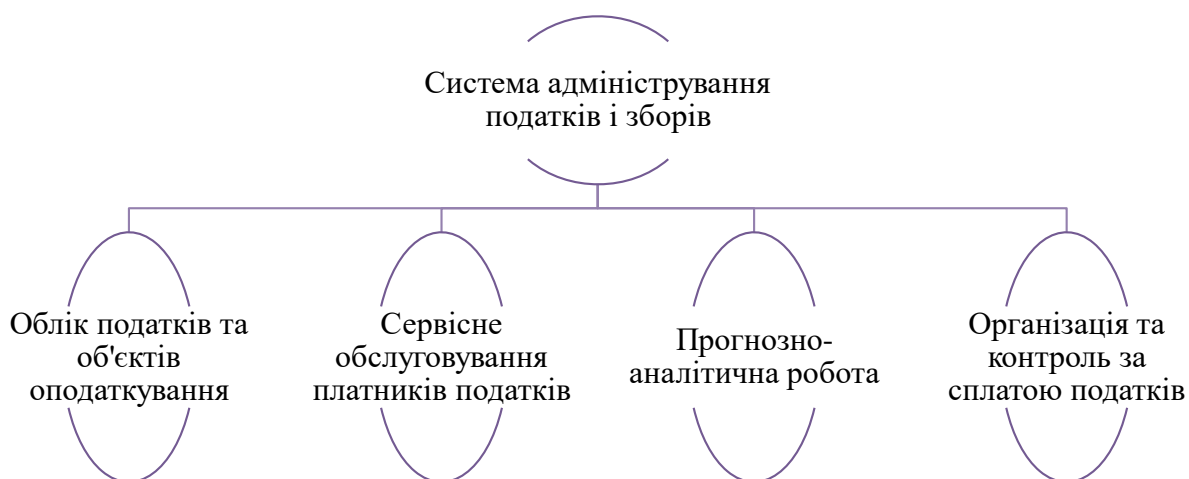 Система адміністрування
податків і зборів
Облік податків та
об'єктів
оподаткування
Сервісне
обслуговування
платників податків
Прогнозно-
аналітична робота
Організація та
контроль за
сплатою податків